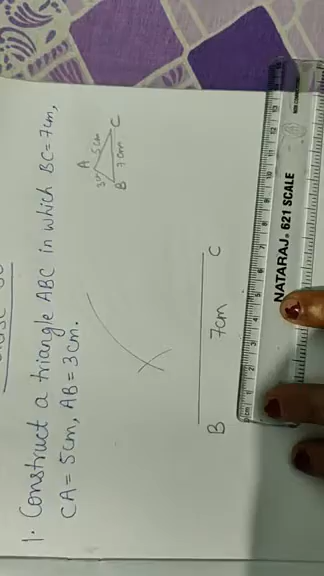 1. Construct a triangle ABC in which BC=7cm,
CA=5cm, AB=3cm.
A
5cm
C
3cm
7cm
B
B
7cm
C
NATARAJ 621 SCALE